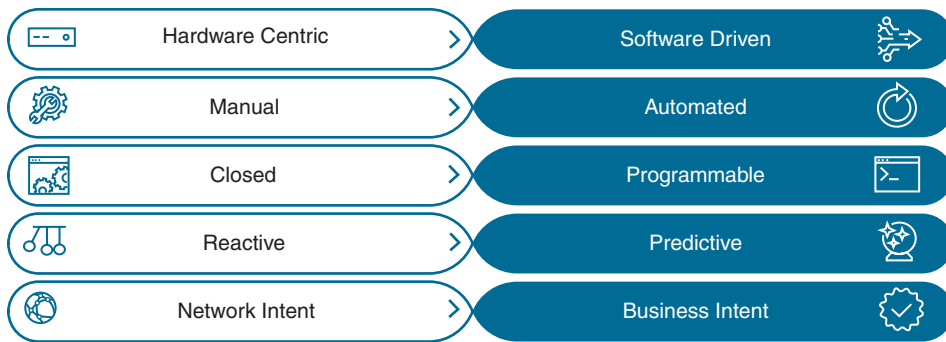 Hardware Centric
Software Driven
Manual
Automated
Closed
Programmable
Reactive
Predictive
Network Intent
Business Intent